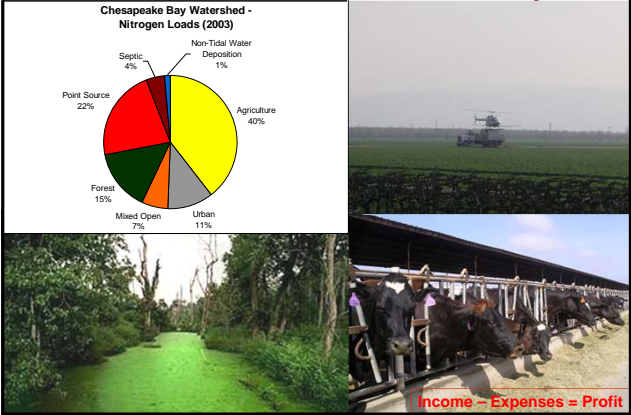 Chesapeake Bay Watershed -
Nitrogen Loads (2003)
Non-Tidal Water
Deposition
1%
Septic
4%
Point Source
22%
Agriculture
40%
Forest
15%
Mixed Open
7%
Urban
11%
Income – Expenses = Profit